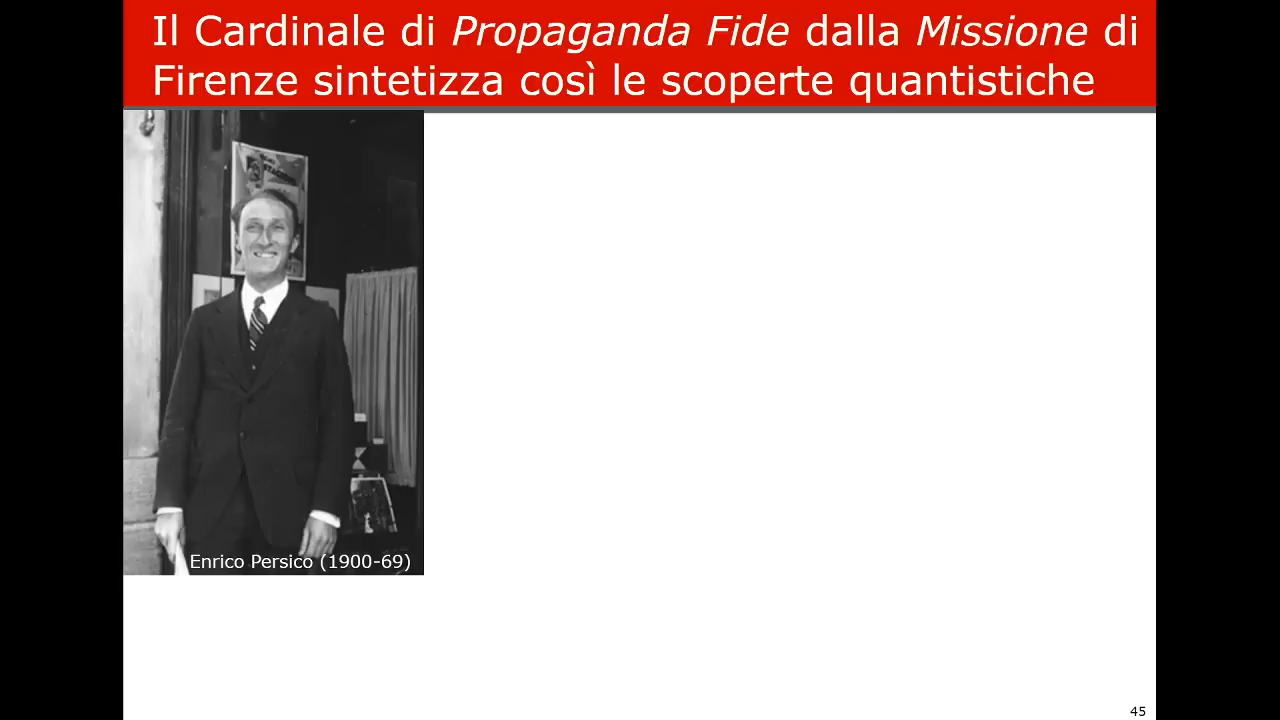 Il Cardinale di Propaganda Fide dalla Missione di
Firenze sintetizza così le scoperte quantistiche
Enrico Persico (1900-69)
45